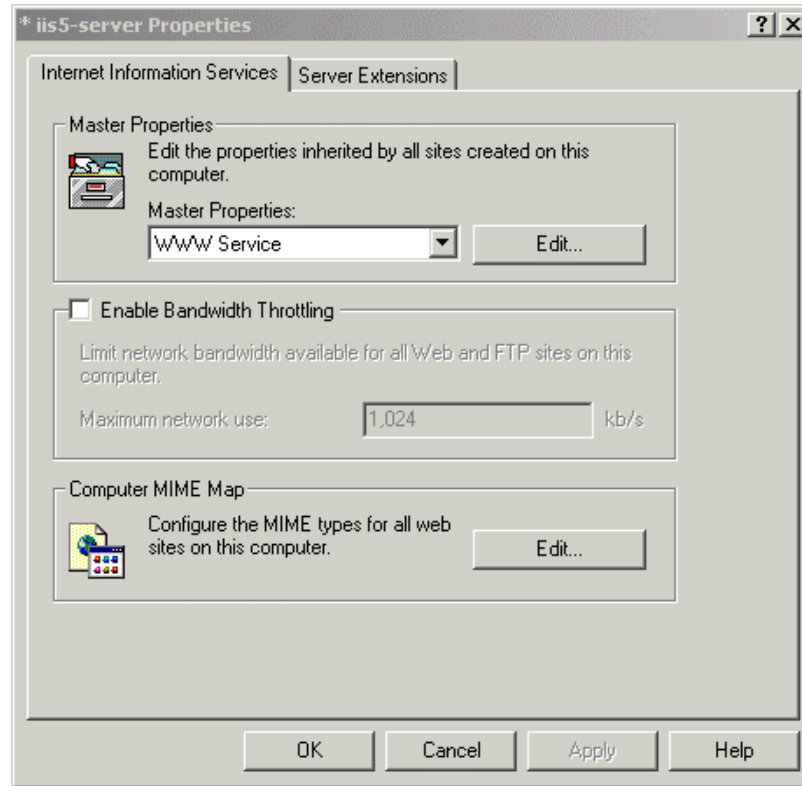 * iis5-server Properties
Internet Information Services
Server Extensions
Master Properties
Edit the properties inherited by all sites created on this
computer.
Master Properties:
WWW Service
Edit...
Enable Bandwidth Throttling
Limit network bandwidth available for all Web and FTP sites on this
computer.
Maximum network use:
1,024
kb/s
Computer MIME Map
Configure the MIME types for all web
sites on this computer.
Edit...
OK
Cancel
Apply
Help